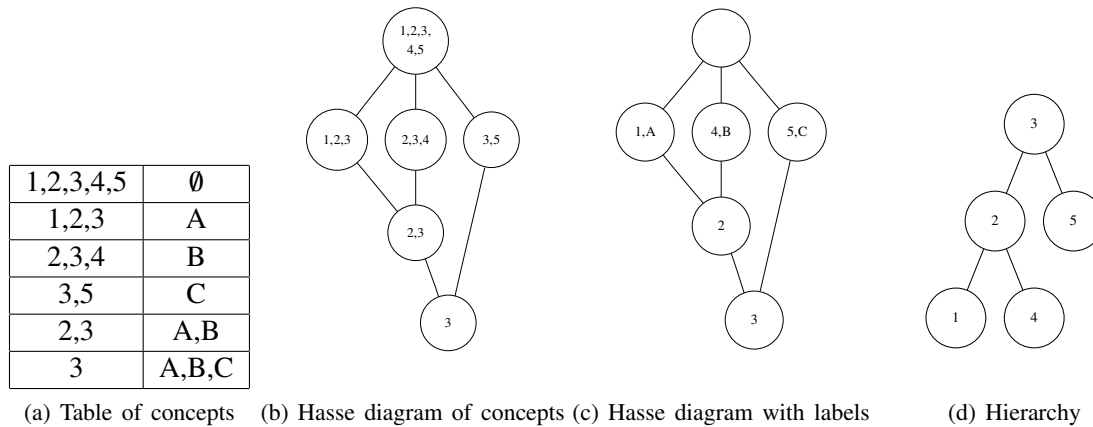 1,2,3,4,5 ∅
1,2,3 A
2,3,4 B
3,5 C
2,3 A,B
3 A,B,C
(a) Table of concepts
1,2,3,
4,5
1,2,3
2,3,4
3,5
2,3
3
(b) Hasse diagram of concepts
1,A
4,B
5,C
2
3
(c) Hasse diagram with labels
3
2
5
1
4
(d) Hierarchy